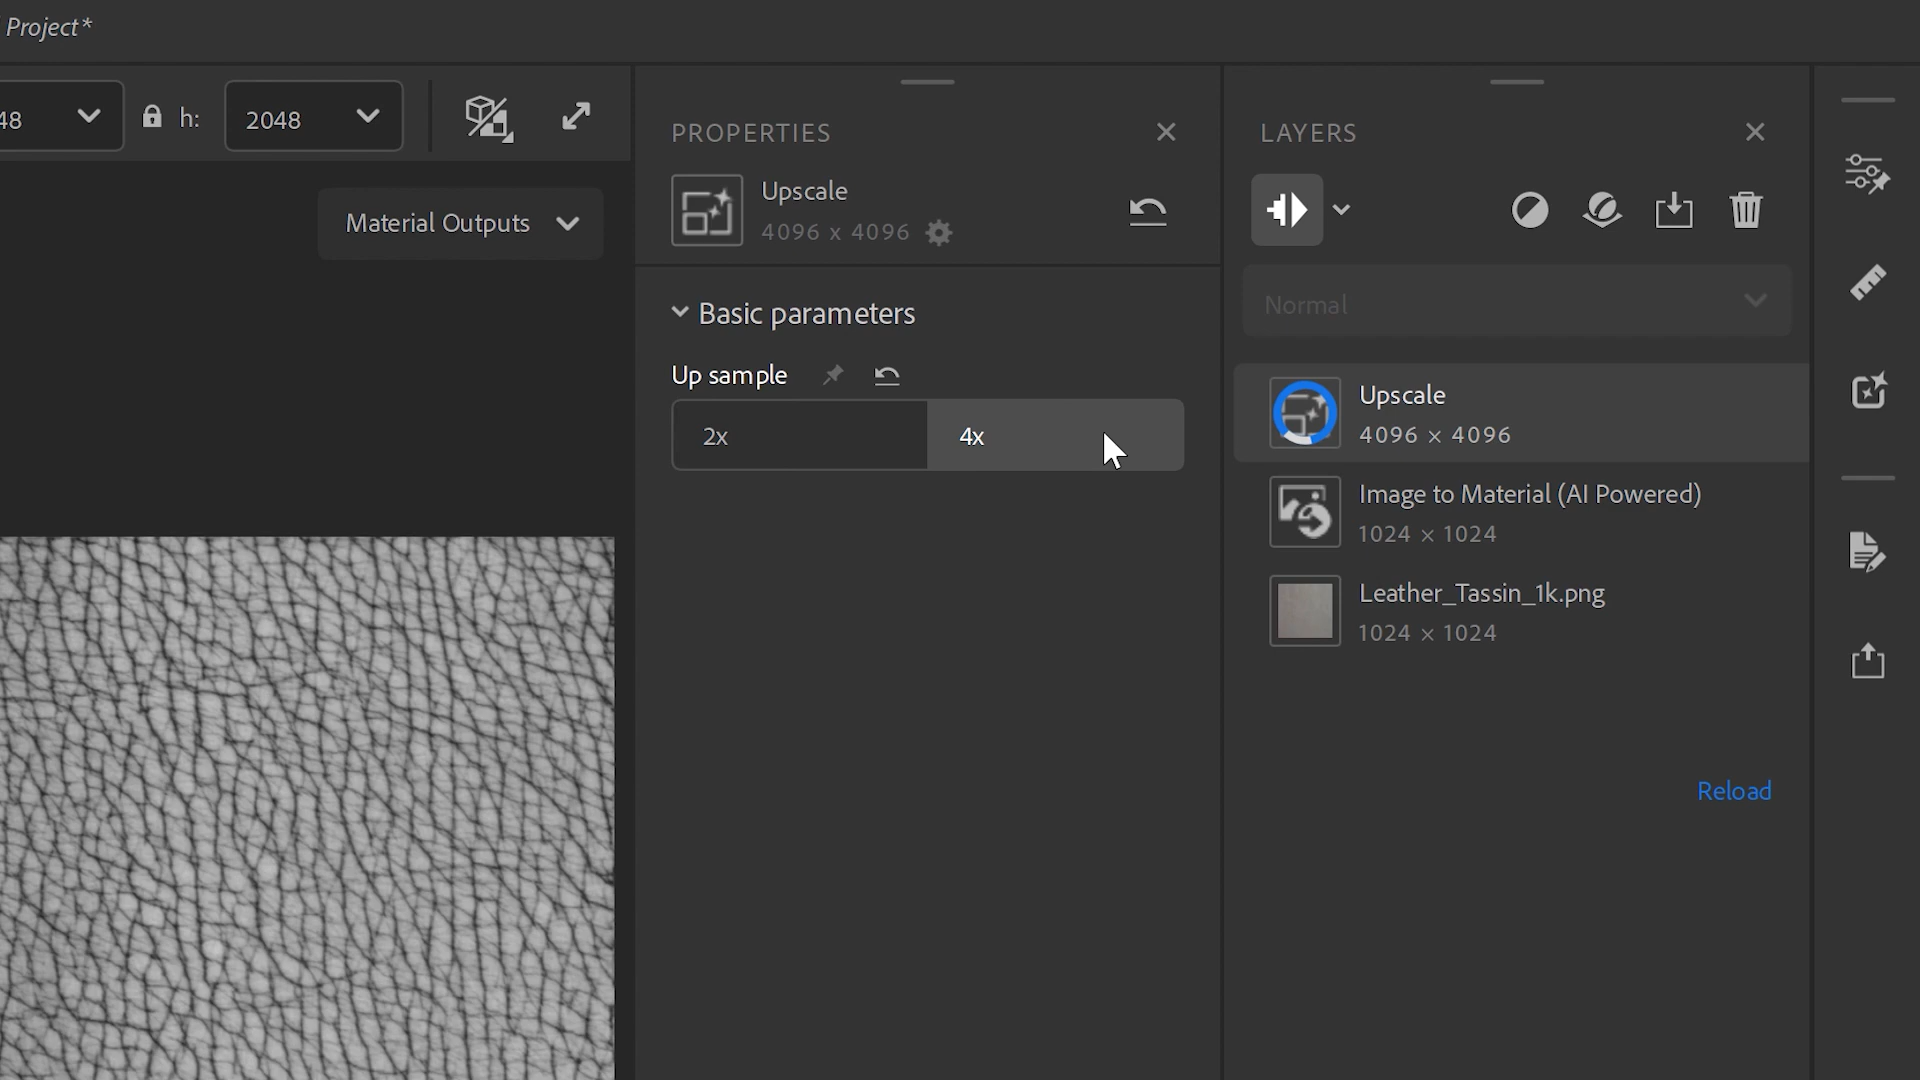 Project*
48
h:
2048
Material Outputs
PROPERTIES
Upscale
4096 x 4096
Basic parameters
Up sample
2x
4x
LAYERS
Normal
Upscale
4096 × 4096
Image to Material (AI Powered)
1024 × 1024
Leather_Tassin_1k.png
1024 × 1024
Reload